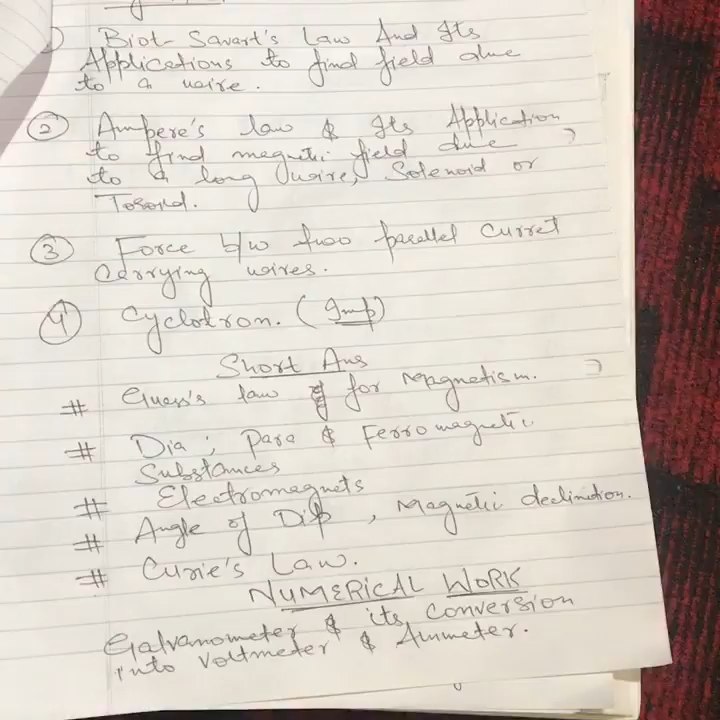 Biot-Savart's Law And Its
Applications to find field due
to a wire.
② Ampere's law & Its Application
to find magnetic field due
to a long wire, Solenoid or
Toroid.
③ Force b/w two parallel Curret
Carrying wires.
④ Cyclotron. (Imp)
Short Ans
# Guass's law of for Magnetism.
# Dia, Para & Ferromagnetic
Substances
# Electromagnets
# Angle of Dip, Magnetic declination.
# Curie's Law.
NUMERICAL WORK
Galvanometer & its conversion
into Voltmeter & Ammeter.